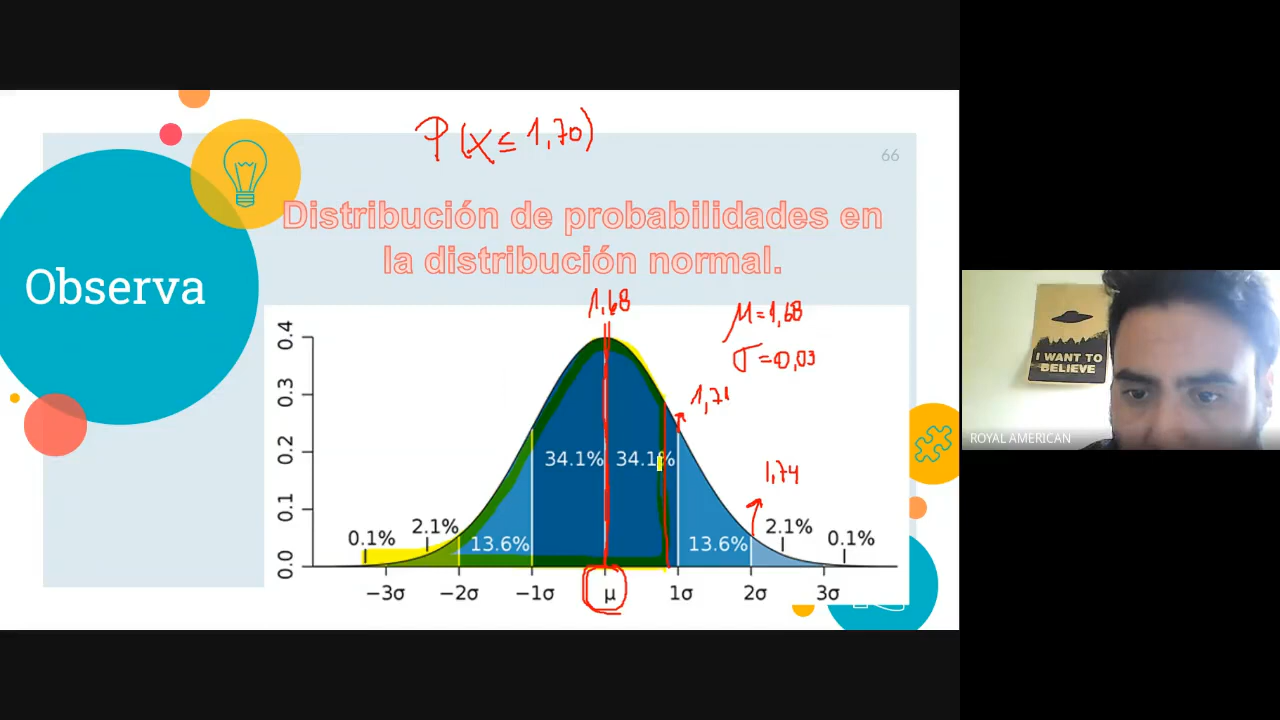 P(X≤1,70)
66
Distribución de probabilidades en
la distribución normal.
Observa
1,68
μ=1,68
σ=0,03
1,71
1,74
0.4
0.3
0.2
0.1
0.0
34.1% 34.1%
0.1% 2.1% 13.6% 13.6% 2.1% 0.1%
−3σ −2σ −1σ μ 1σ 2σ 3σ
I WANT TO
BELIEVE
ROYAL AMERICAN